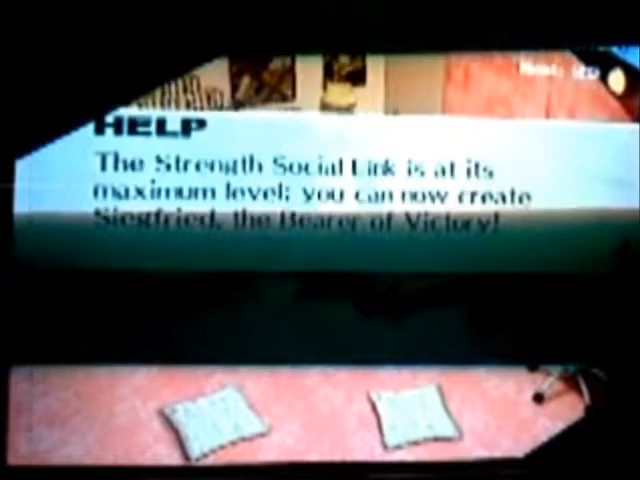 HELP
The Strength Social Link is at its
maximum level; you can now create
Siegfried, the Bearer of Victory!